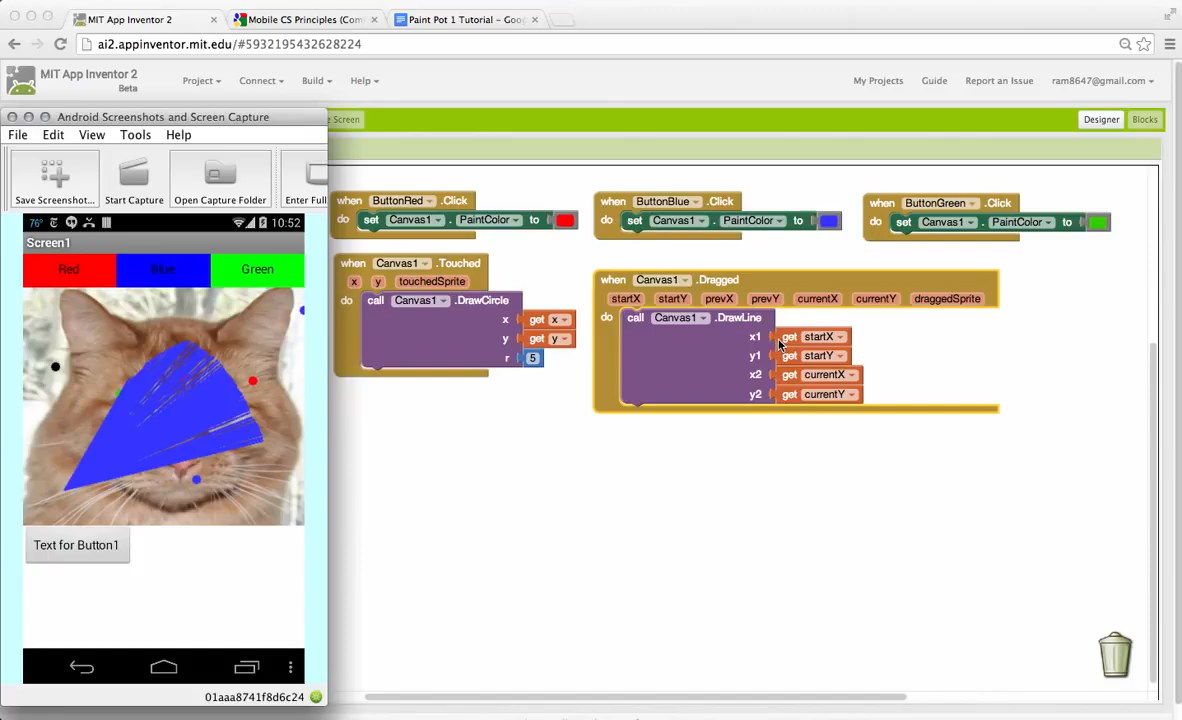 MIT App Inventor 2
Mobile CS Principles (Com
Paint Pot 1 Tutorial - Goo
ai2.appinventor.mit.edu/#5932195432628224
MIT App Inventor 2
Beta
Project
Connect
Build
Help
My Projects
Guide
Report an Issue
ram8647@gmail.com
Screen
Designer
Blocks
Android Screenshots and Screen Capture
File Edit View Tools Help
Save Screenshot...
Start Capture
Open Capture Folder
Enter Full
76°
10:52
Screen1
Red
Blue
Green
Text for Button1
01aaa8741f8d6c24
when ButtonRed .Click
do set Canvas1 . PaintColor to
when ButtonBlue .Click
do set Canvas1 . PaintColor to
when ButtonGreen .Click
do set Canvas1 . PaintColor to
when Canvas1 .Touched
x y touchedSprite
do call Canvas1 .DrawCircle
x get x
y get y
r 5
when Canvas1 .Dragged
startX startY prevX prevY currentX currentY draggedSprite
do call Canvas1 .DrawLine
x1 get startX
y1 get startY
x2 get currentX
y2 get currentY